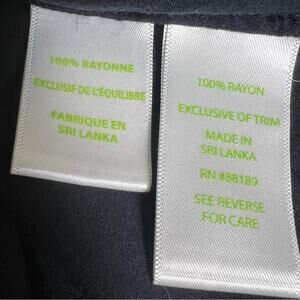 100% RAYONNE
EXCLUSIF DE L'ÉQUILIBRE
FABRIQUE EN
SRI LANKA
100% RAYON
EXCLUSIVE OF TRIM
MADE IN
SRI LANKA
RN #88189
SEE REVERSE
FOR CARE